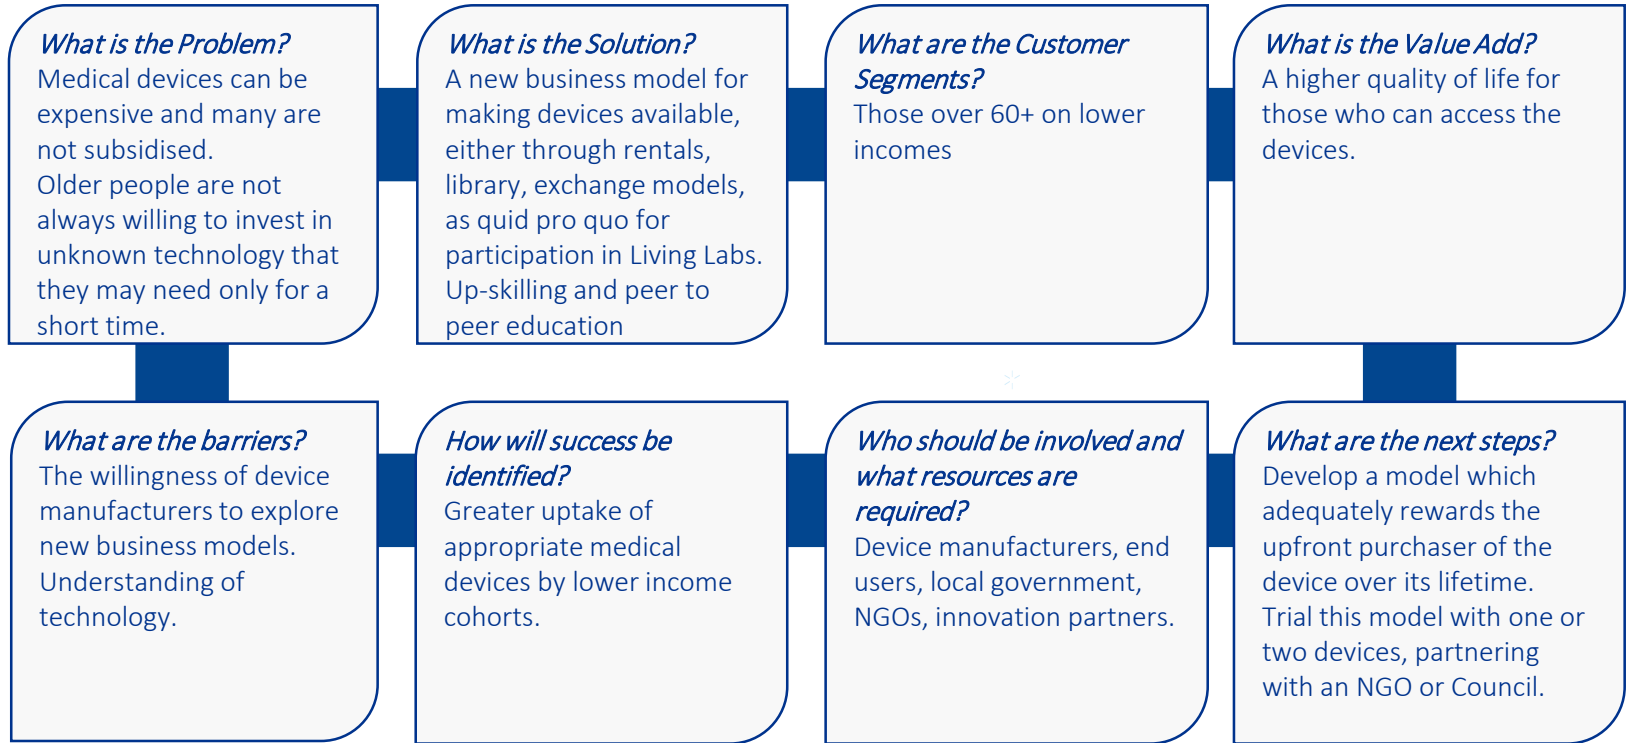 What is the Problem?
Medical devices can be
expensive and many are
not subsidised.
Older people are not
always willing to invest in
unknown technology that
they may need only for a
short time.
What is the Solution?
A new business model for
making devices available,
either through rentals,
library, exchange models,
as quid pro quo for
participation in Living Labs.
Up-skilling and peer to
peer education
What are the Customer
Segments?
Those over 60+ on lower
incomes
What is the Value Add?
A higher quality of life for
those who can access the
devices.
*
What are the barriers?
The willingness of device
manufacturers to explore
new business models.
Understanding of
technology.
How will success be
identified?
Greater uptake of
appropriate medical
devices by lower income
cohorts.
Who should be involved and
what resources are
required?
Device manufacturers, end
users, local government,
NGOs, innovation partners.
What are the next steps?
Develop a model which
adequately rewards the
upfront purchaser of the
device over its lifetime.
Trial this model with one or
two devices, partnering
with an NGO or Council.